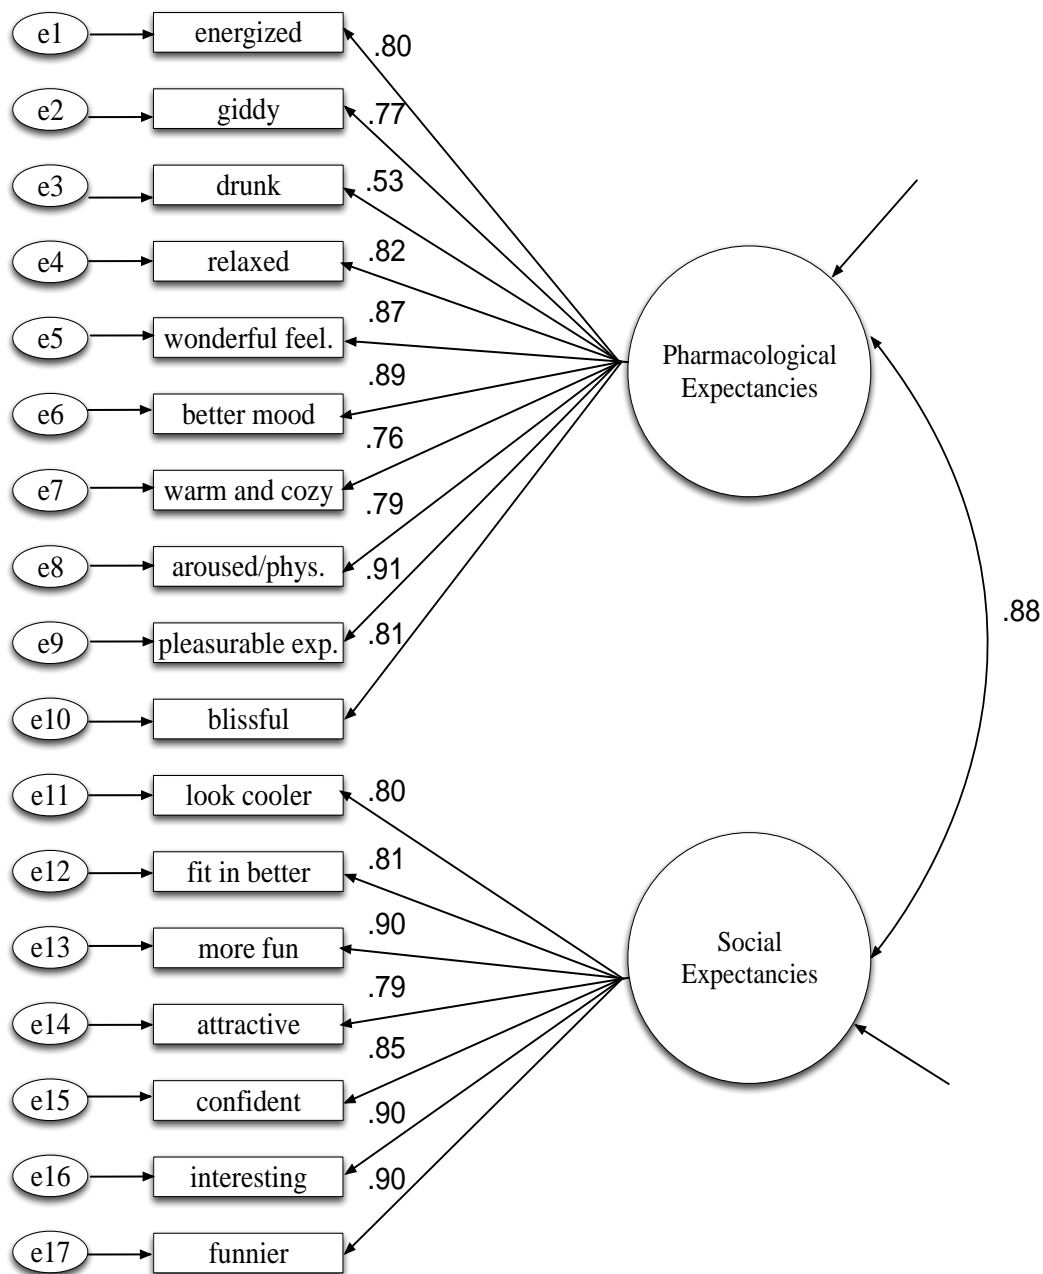 e1 energized .80
e2 giddy .77
e3 drunk .53
e4 relaxed .82
e5 wonderful feel. .87
e6 better mood .89
e7 warm and cozy .76
e8 aroused/phys. .79
e9 pleasurable exp. .91
e10 blissful .81
Pharmacological
Expectancies
.88
e11 look cooler .80
e12 fit in better .81
e13 more fun .90
e14 attractive .79
e15 confident .85
e16 interesting .90
e17 funnier .90
Social
Expectancies